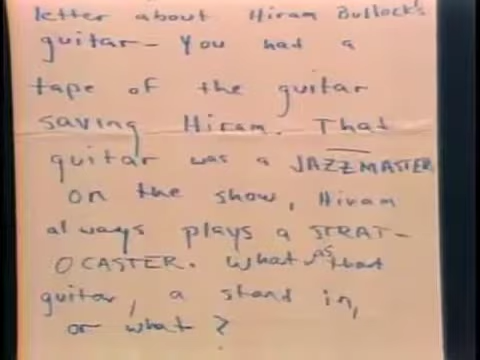 letter about Hiram Bullock's
guitar - You had a
tape of the guitar
saving Hiram. That
guitar was a JAZZMASTER
on the show, Hiram
always plays a STRAT-
OCASTER. What was that
guitar, a stand in,
or what?